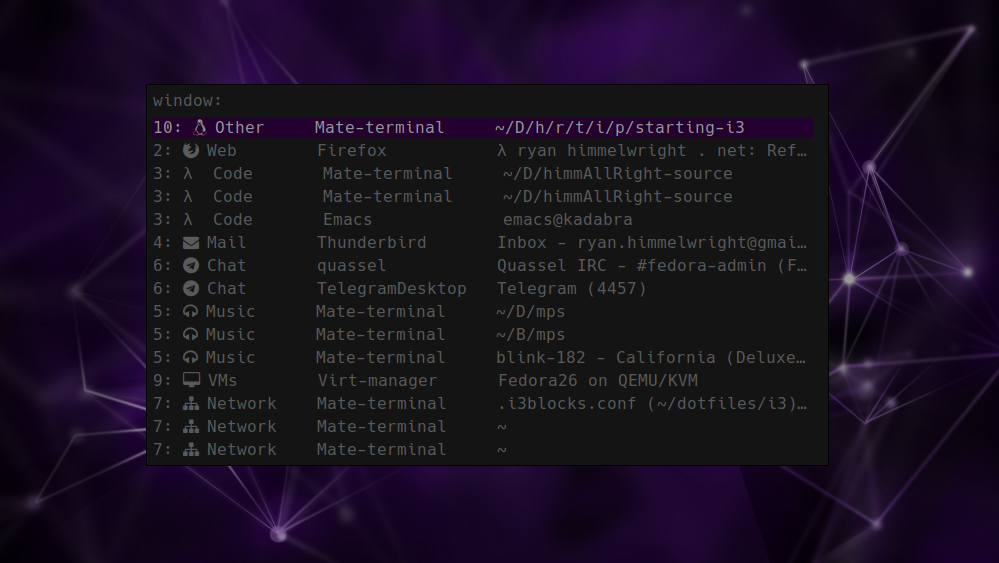 window:
10: Other Mate-terminal ~/D/h/r/t/i/p/starting-i3
2: Web Firefox λ ryan himmelwright . net: Ref…
3: λ Code Mate-terminal ~/D/himmAllRight-source
3: λ Code Mate-terminal ~/D/himmAllRight-source
3: λ Code Emacs emacs@kadabra
4: Mail Thunderbird Inbox - ryan.himmelwright@gmai…
6: Chat quassel Quassel IRC - #fedora-admin (F…
6: Chat TelegramDesktop Telegram (4457)
5: Music Mate-terminal ~/D/mps
5: Music Mate-terminal ~/B/mps
5: Music Mate-terminal blink-182 - California (Deluxe…
9: VMs Virt-manager Fedora26 on QEMU/KVM
7: Network Mate-terminal .i3blocks.conf (~/dotfiles/i3)…
7: Network Mate-terminal ~
7: Network Mate-terminal ~